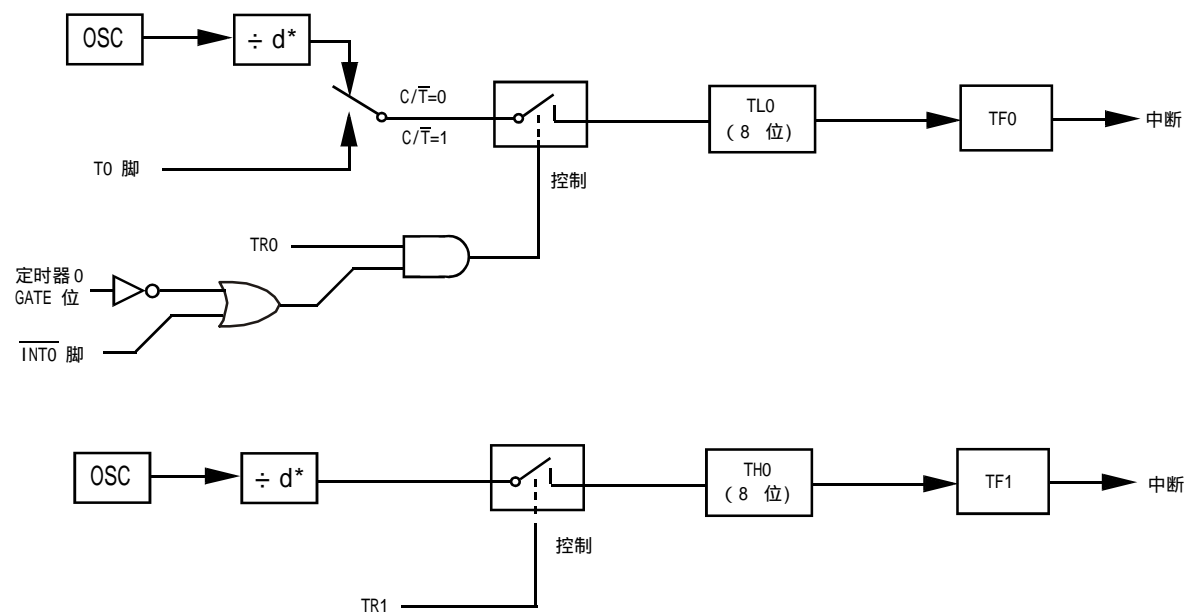 OSC
÷ d*
C/T̅=0
C/T̅=1
TL0
(8 位)
TF0
中断
T0 脚
控制
TR0
定时器0
GATE 位
I̅N̅T̅0̅ 脚
OSC
÷ d*
TH0
(8 位)
TF1
中断
控制
TR1